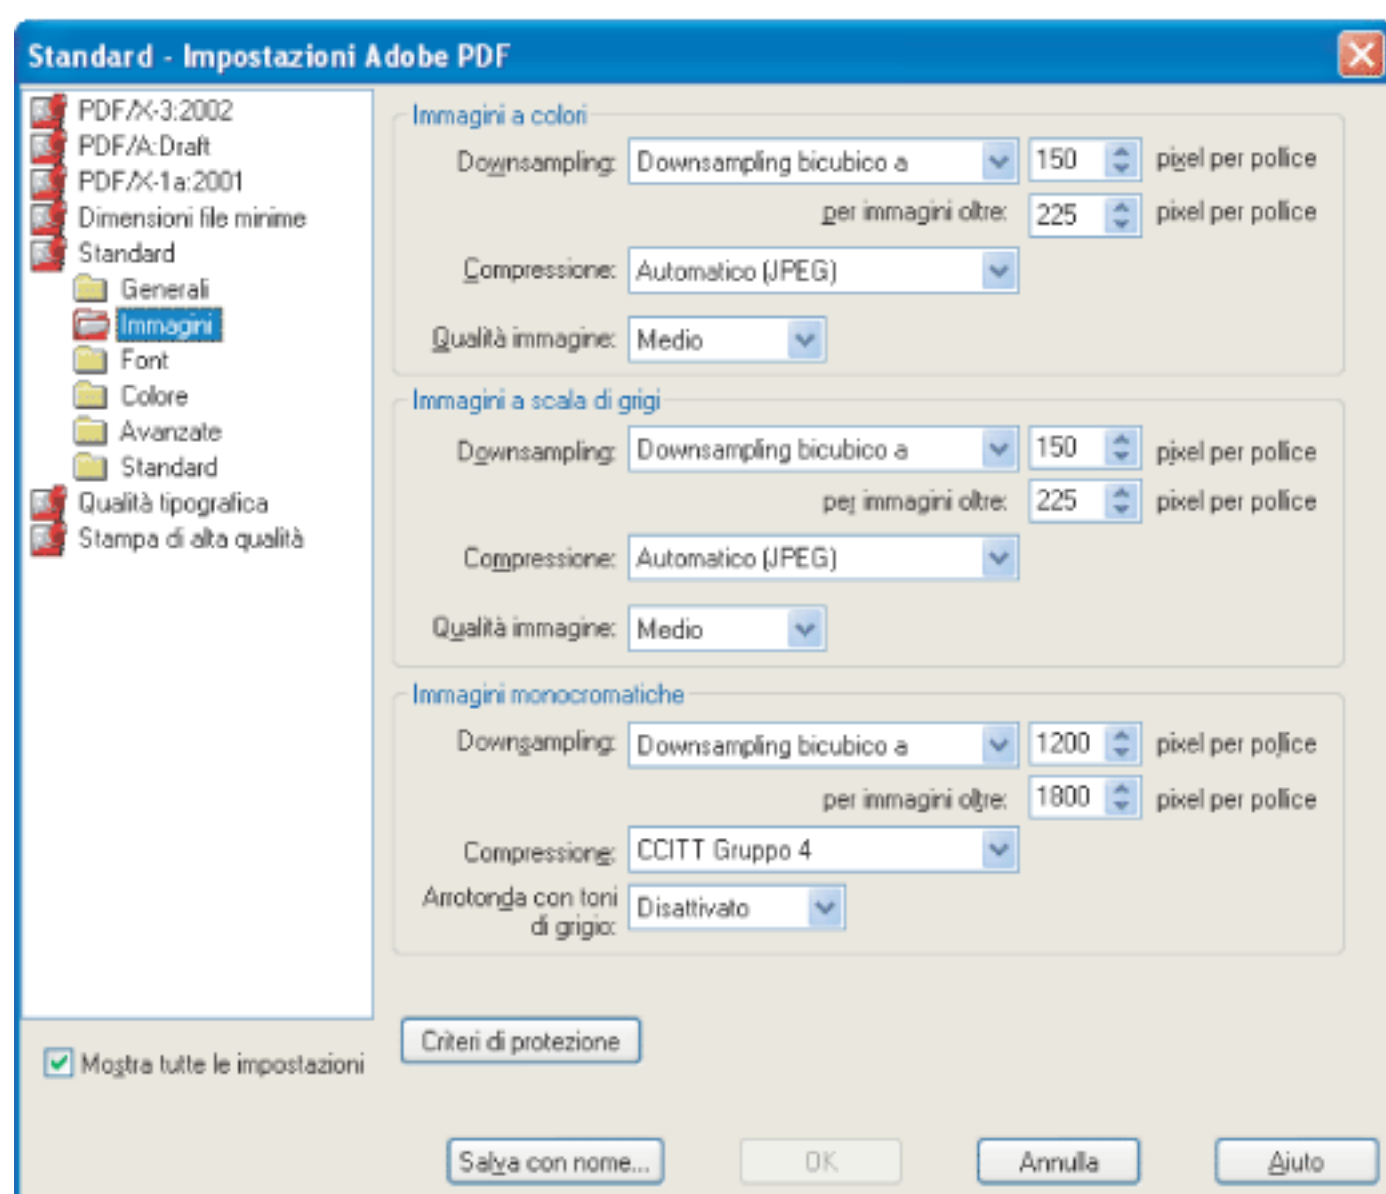 Standard - Impostazioni Adobe PDF
PDF/X-3:2002
PDF/A:Draft
PDF/X-1a:2001
Dimensioni file minime
Standard
Generali
Immagini
Font
Colore
Avanzate
Standard
Qualità tipografica
Stampa di alta qualità
Mostra tutte le impostazioni
Immagini a colori
Downsampling: Downsampling bicubico a 150 pixel per pollice
per immagini oltre: 225 pixel per pollice
Compressione: Automatico (JPEG)
Qualità immagine: Medio
Immagini a scala di grigi
Downsampling: Downsampling bicubico a 150 pixel per pollice
per immagini oltre: 225 pixel per pollice
Compressione: Automatico (JPEG)
Qualità immagine: Medio
Immagini monocromatiche
Downsampling: Downsampling bicubico a 1200 pixel per pollice
per immagini oltre: 1800 pixel per pollice
Compressione: CCITT Gruppo 4
Arrotonda con toni
di grigio: Disattivato
Criteri di protezione
Salva con nome... OK Annulla Aiuto